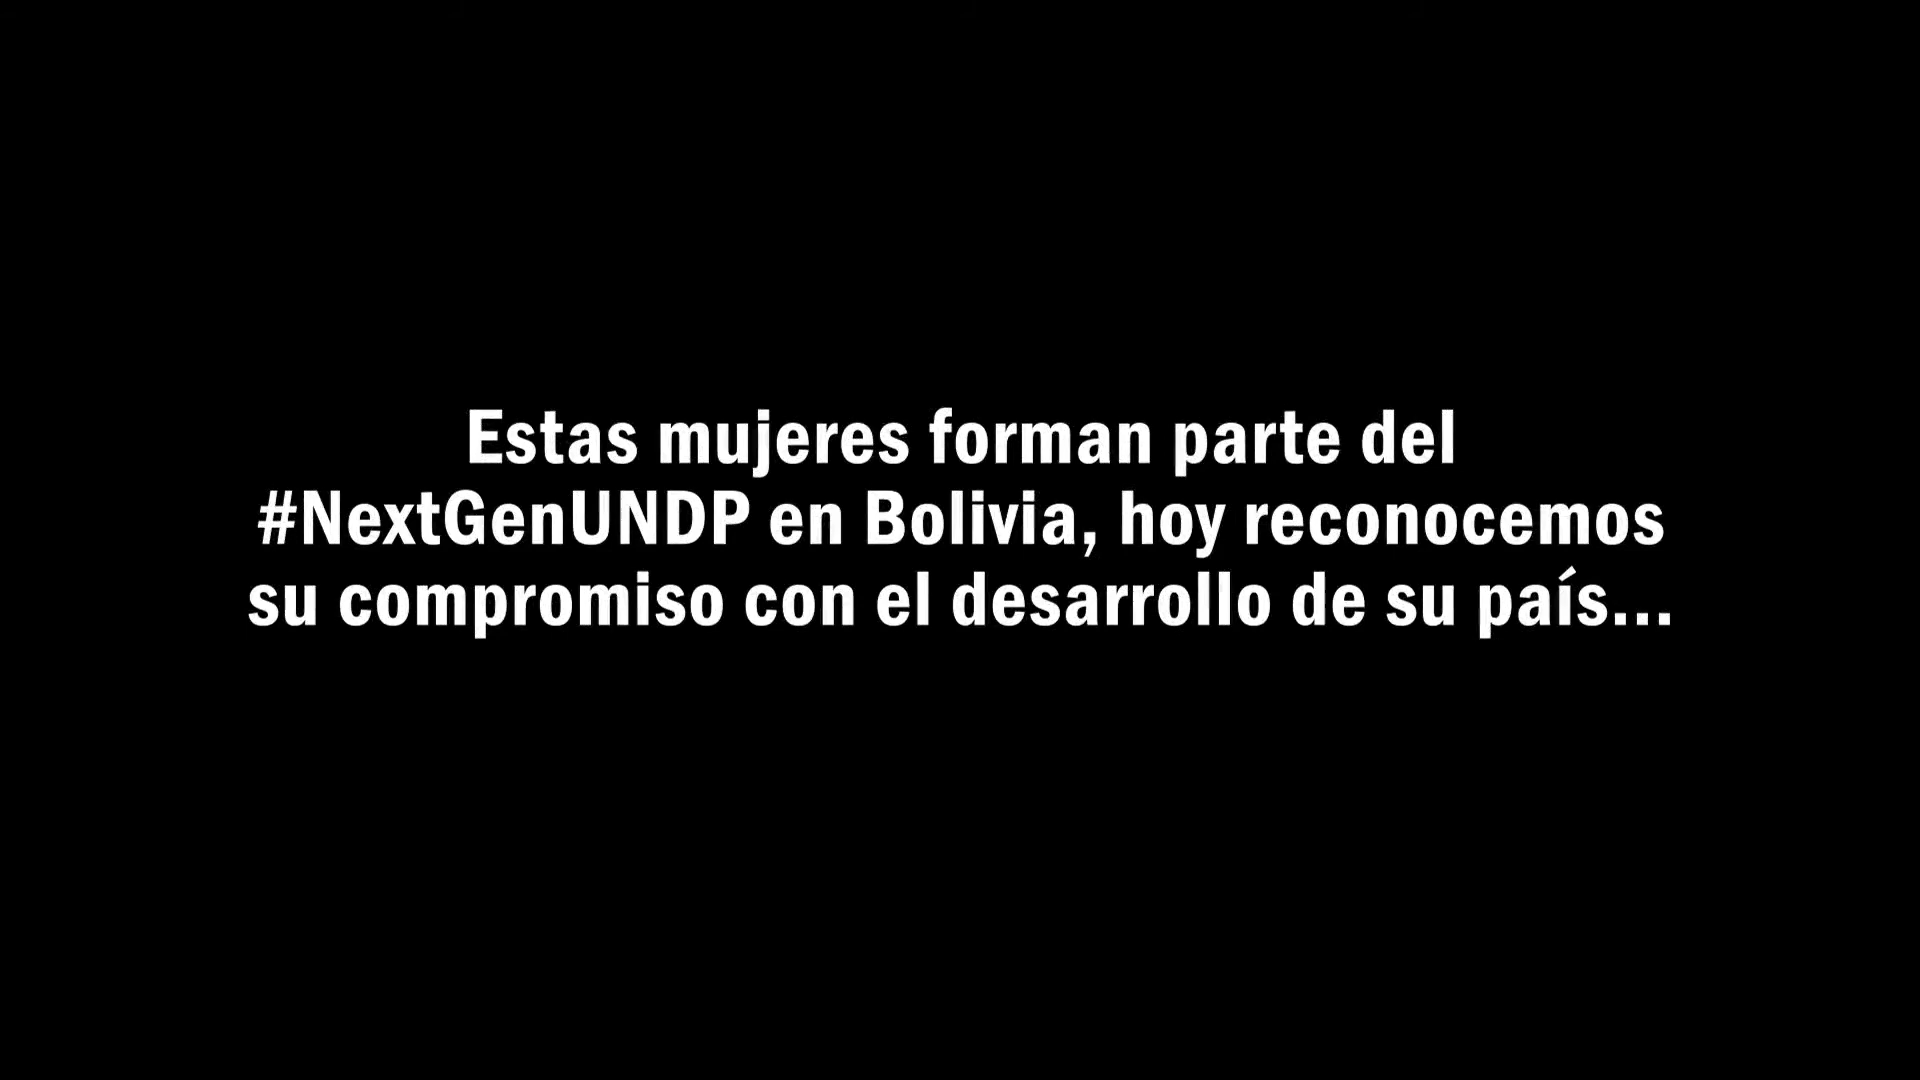 Estas mujeres forman parte del
#NextGenUNDP en Bolivia, hoy reconocemos
su compromiso con el desarrollo de su país...